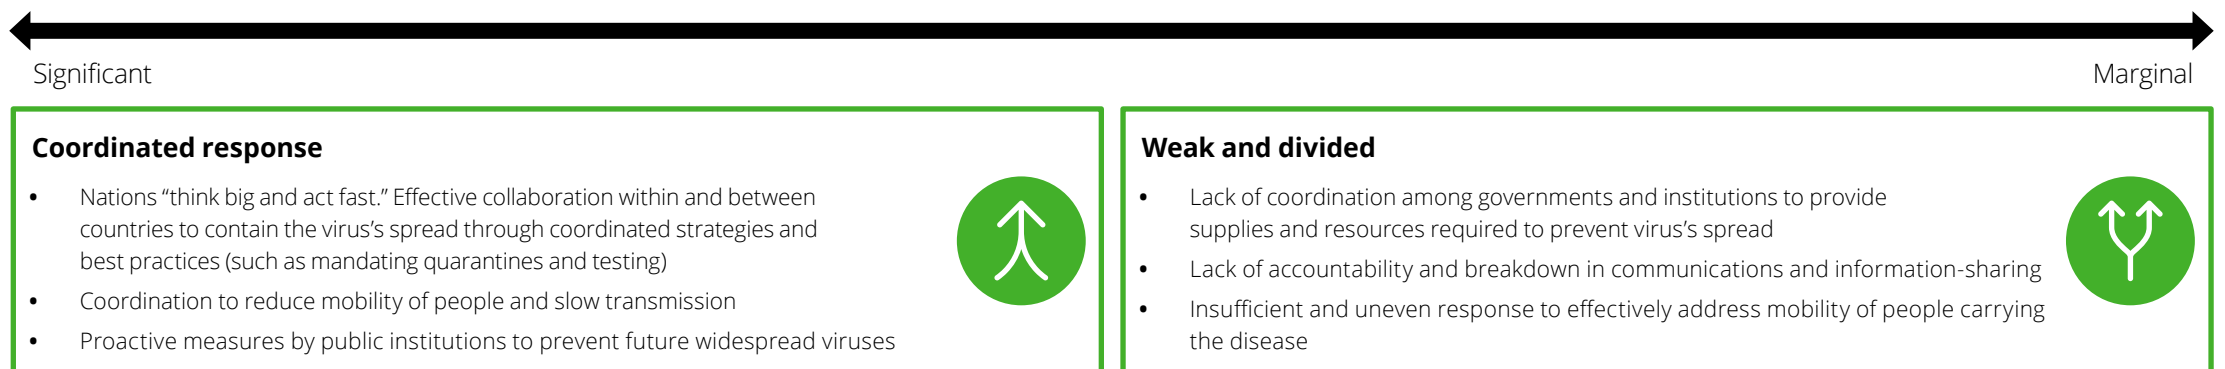 Significant
Marginal
Coordinated response
• Nations “think big and act fast.” Effective collaboration within and between
countries to contain the virus’s spread through coordinated strategies and
best practices (such as mandating quarantines and testing)
• Coordination to reduce mobility of people and slow transmission
• Proactive measures by public institutions to prevent future widespread viruses
Weak and divided
• Lack of coordination among governments and institutions to provide
supplies and resources required to prevent virus’s spread
• Lack of accountability and breakdown in communications and information-sharing
• Insufficient and uneven response to effectively address mobility of people carrying
the disease